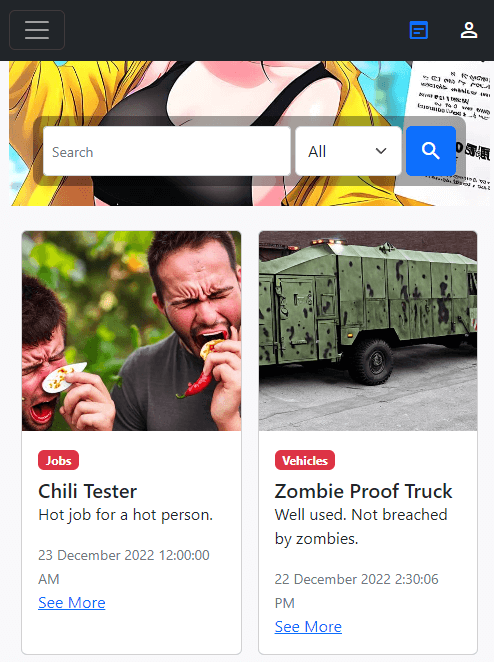 Search
All
Jobs
Chili Tester
Hot job for a hot person.
23 December 2022 12:00:00
AM
See More
Vehicles
Zombie Proof Truck
Well used. Not breached
by zombies.
22 December 2022 2:30:06
PM
See More